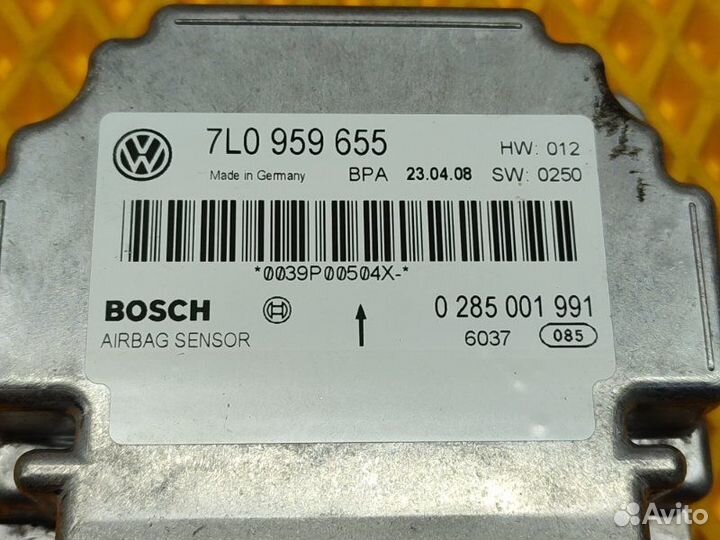 7L0 959 655
HW: 012
Made in Germany BPA 23.04.08 SW: 0250
*0039P00504X-*
BOSCH 0 285 001 991
AIRBAG SENSOR 6037 085
Avito